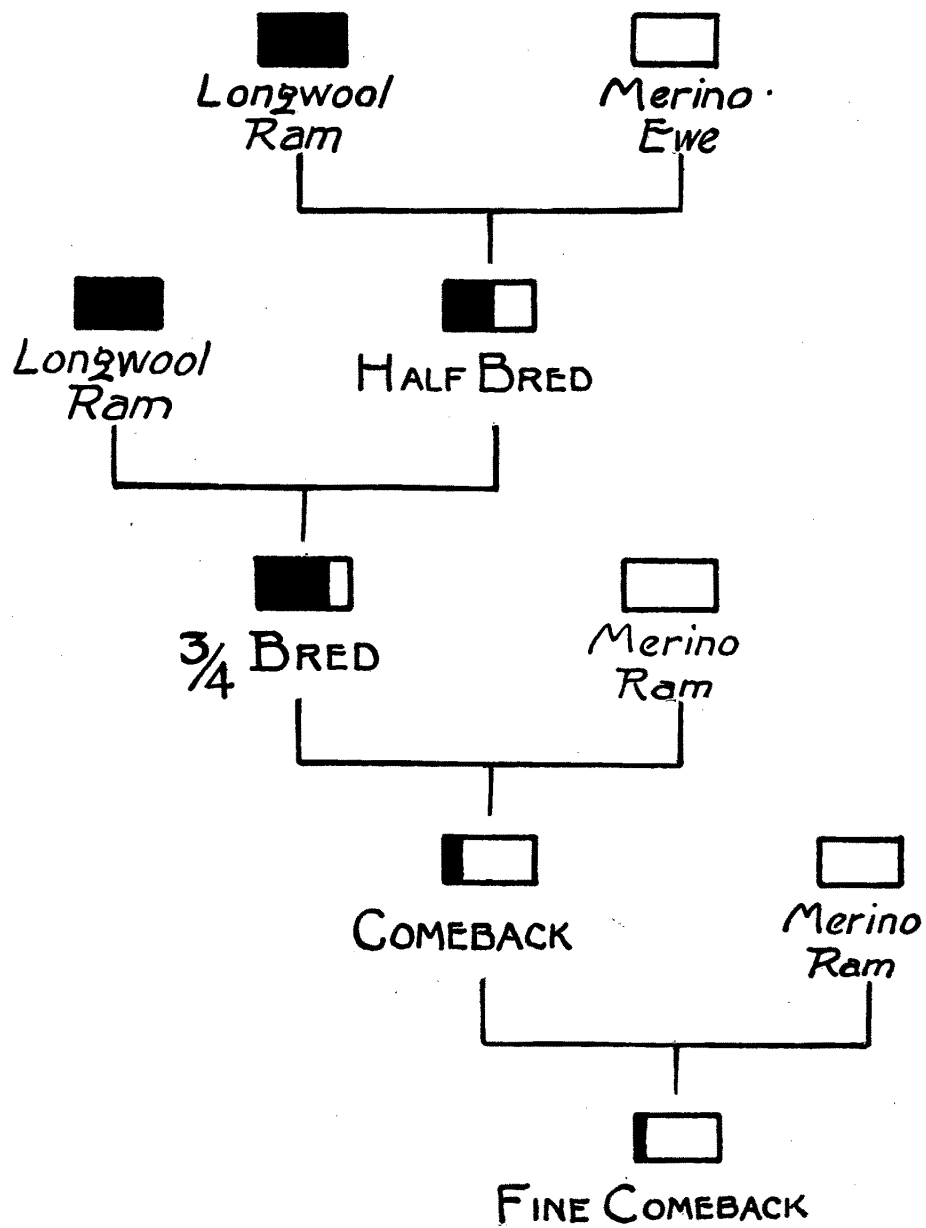 Longwool
Ram
Merino
Ewe
Longwool
Ram
HALF BRED
3/4 BRED
Merino
Ram
COMEBACK
Merino
Ram
FINE COMEBACK